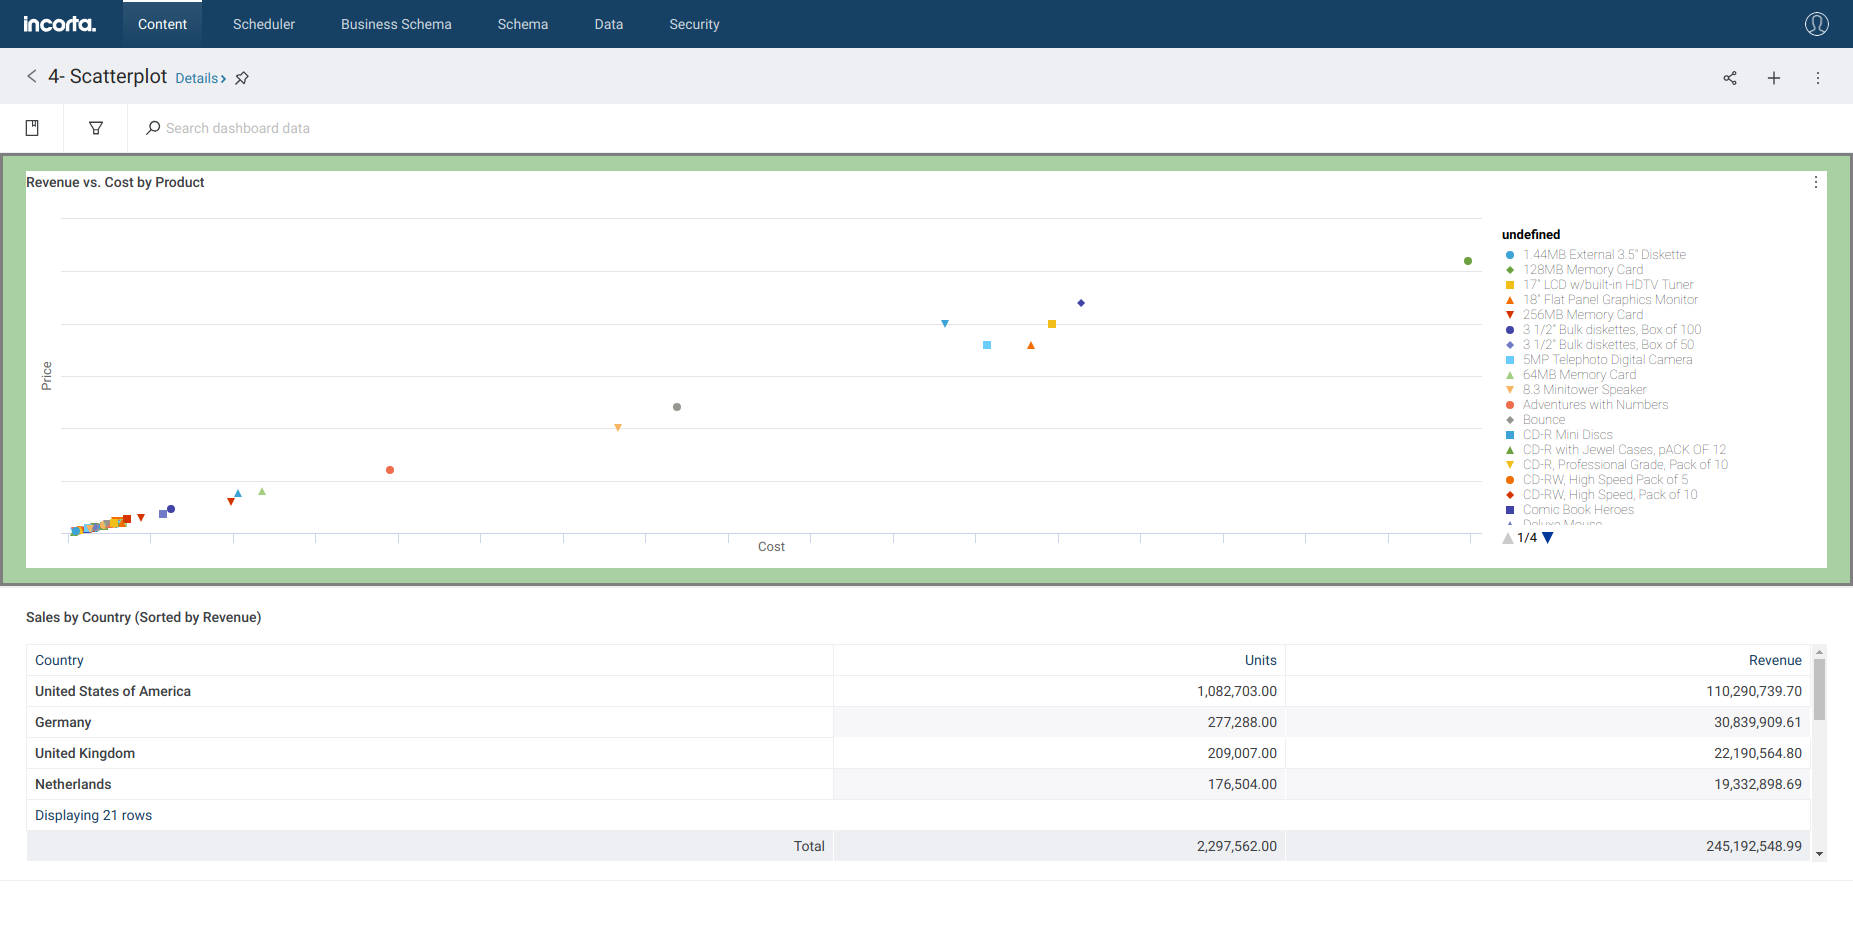 incorta.
Content
Scheduler
Business Schema
Schema
Data
Security
4- Scatterplot
Details
Search dashboard data
Revenue vs. Cost by Product
Price
Cost
undefined
1.44MB External 3.5" Diskette
128MB Memory Card
17" LCD w/built-in HDTV Tuner
18" Flat Panel Graphics Monitor
256MB Memory Card
3 1/2" Bulk diskettes, Box of 100
3 1/2" Bulk diskettes, Box of 50
5MP Telephoto Digital Camera
64MB Memory Card
8.3 Minitower Speaker
Adventures with Numbers
Bounce
CD-R Mini Discs
CD-R with Jewel Cases, pACK OF 12
CD-R, Professional Grade, Pack of 10
CD-RW, High Speed Pack of 5
CD-RW, High Speed, Pack of 10
Comic Book Heroes
Deluxe Mouse
1/4
Sales by Country (Sorted by Revenue)
Country Units Revenue
United States of America 1,082,703.00 110,290,739.70
Germany 277,288.00 30,839,909.61
United Kingdom 209,007.00 22,190,564.80
Netherlands 176,504.00 19,332,898.69
Displaying 21 rows
Total 2,297,562.00 245,192,548.99